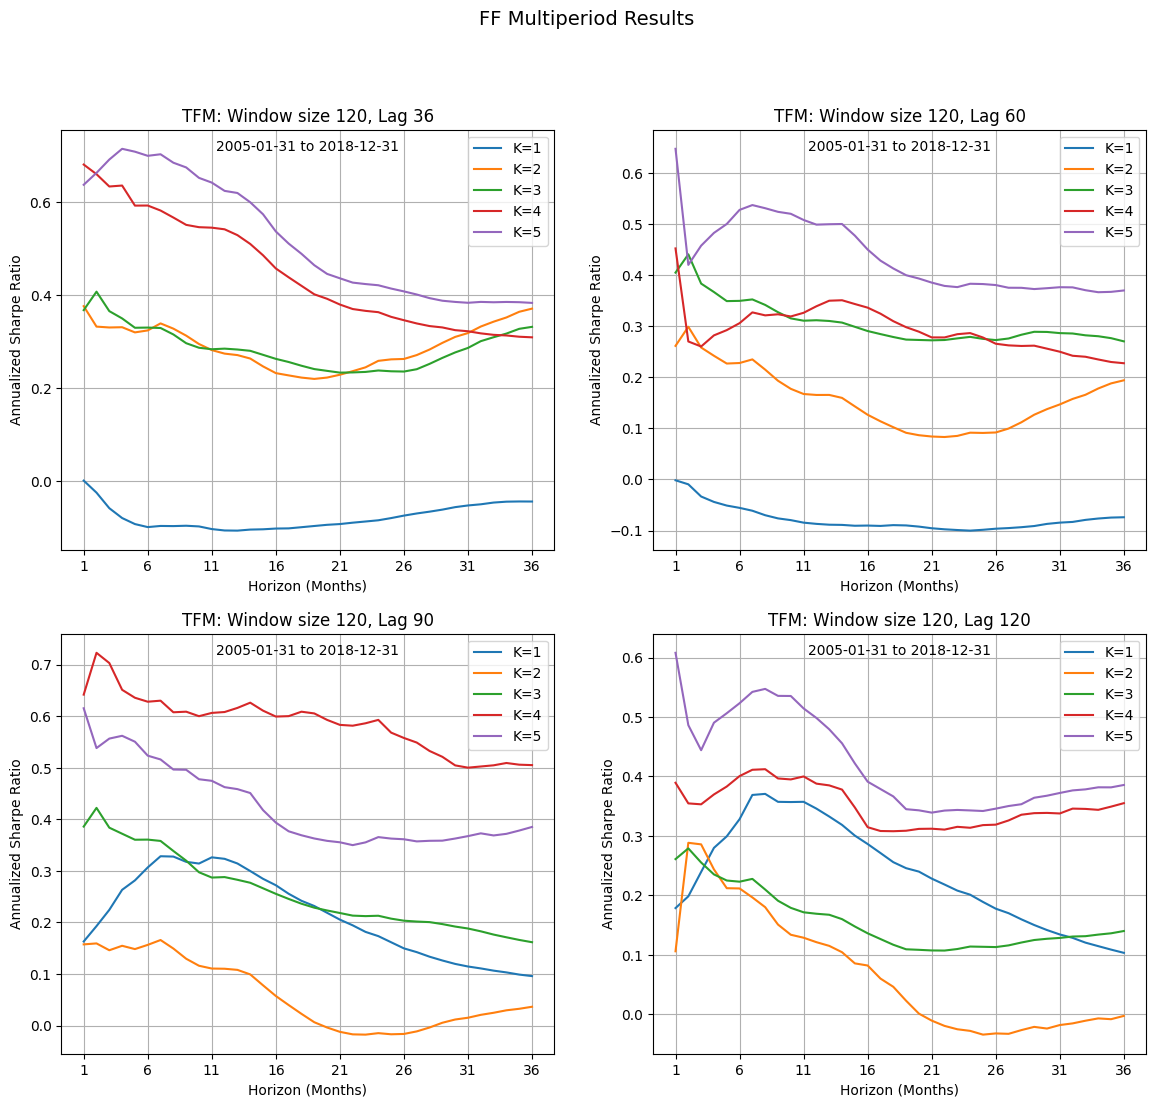 FF Multiperiod Results
TFM: Window size 120, Lag 36
2005-01-31 to 2018-12-31
K=1
K=2
K=3
K=4
K=5
Annualized Sharpe Ratio
0.6
0.4
0.2
0.0
1 6 11 16 21 26 31 36
Horizon (Months)
TFM: Window size 120, Lag 60
2005-01-31 to 2018-12-31
K=1
K=2
K=3
K=4
K=5
Annualized Sharpe Ratio
0.6
0.5
0.4
0.3
0.2
0.1
0.0
−0.1
1 6 11 16 21 26 31 36
Horizon (Months)
TFM: Window size 120, Lag 90
2005-01-31 to 2018-12-31
K=1
K=2
K=3
K=4
K=5
Annualized Sharpe Ratio
0.7
0.6
0.5
0.4
0.3
0.2
0.1
0.0
1 6 11 16 21 26 31 36
Horizon (Months)
TFM: Window size 120, Lag 120
2005-01-31 to 2018-12-31
K=1
K=2
K=3
K=4
K=5
Annualized Sharpe Ratio
0.6
0.5
0.4
0.3
0.2
0.1
0.0
1 6 11 16 21 26 31 36
Horizon (Months)